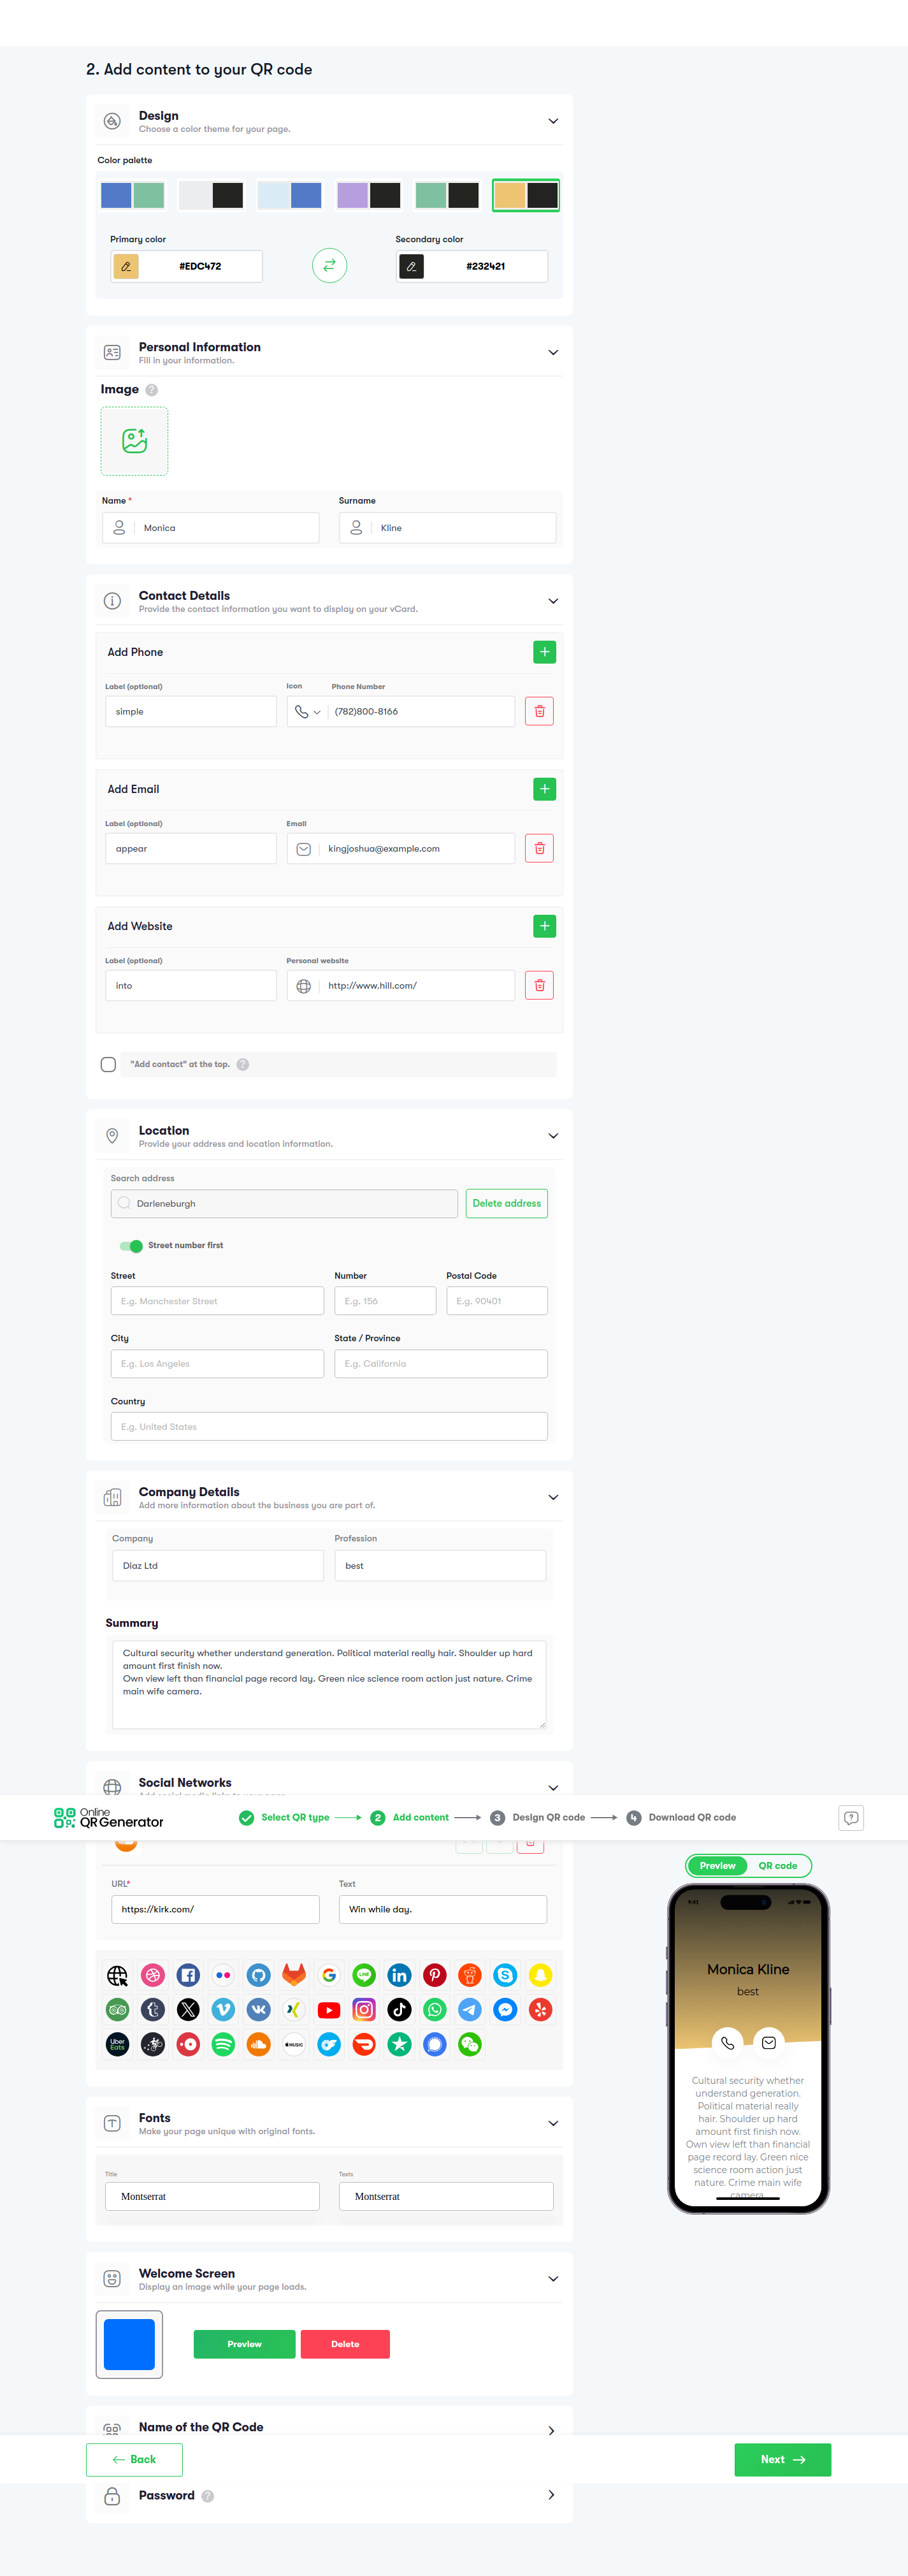 2. Add content to your QR code
Design
Choose a color theme for your page.
Color palette
Primary color
Secondary color
#EDC472
#232421
Personal Information
Fill in your information.
Image ?
Name *
Surname
Monica
Kline
Contact Details
Provide the contact information you want to display on your vCard.
Add Phone
Label (optional)
Icon
Phone Number
simple
(782)800-8166
Add Email
Label (optional)
Email
appear
kingjoshua@example.com
Add Website
Label (optional)
Personal website
into
http://www.hill.com/
"Add contact" at the top. ?
Location
Provide your address and location information.
Search address
Darleneburgh
Delete address
Street number first
Street
Number
Postal Code
E.g. Manchester Street
E.g. 156
E.g. 90401
City
State / Province
E.g. Los Angeles
E.g. California
Country
E.g. United States
Company Details
Add more information about the business you are part of.
Company
Profession
Diaz Ltd
best
Summary
Cultural security whether understand generation. Political material really hair. Shoulder up hard
amount first finish now.
Own view left than financial page record lay. Green nice science room action just nature. Crime
main wife camera.
Social Networks
Online
QR Generator
Select QR type
2 Add content
3 Design QR code
4 Download QR code
Preview
QR code
URL*
Text
https://kirk.com/
Win while day.
9:41
Monica Kline
best
Cultural security whether
understand generation.
Political material really
hair. Shoulder up hard
amount first finish now.
Own view left than financial
page record lay. Green nice
science room action just
nature. Crime main wife
camera.
LINE
Uber
Eats
MUSIC
Fonts
Make your page unique with original fonts.
Title
Texts
Montserrat
Montserrat
Welcome Screen
Display an image while your page loads.
Preview
Delete
Name of the QR Code
Back
Next
Password ?